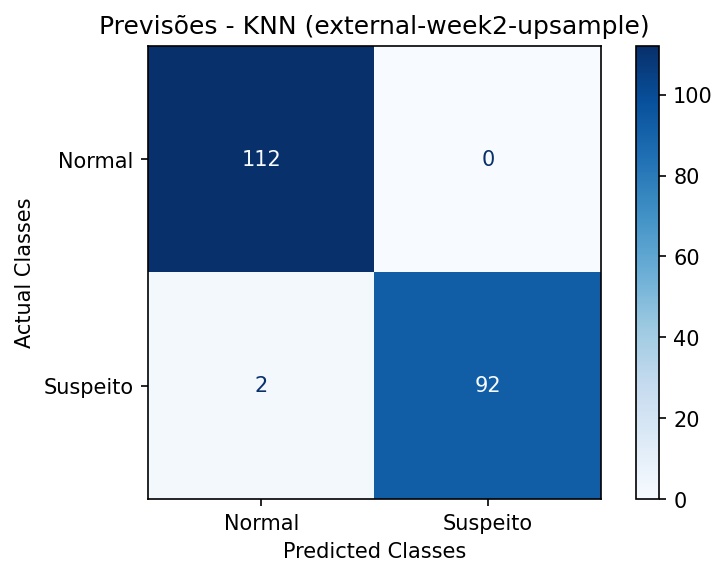 Previsões - KNN (external-week2-upsample)
Actual Classes
Normal
112
0
Suspeito
2
92
Normal
Suspeito
Predicted Classes
100
80
60
40
20
0